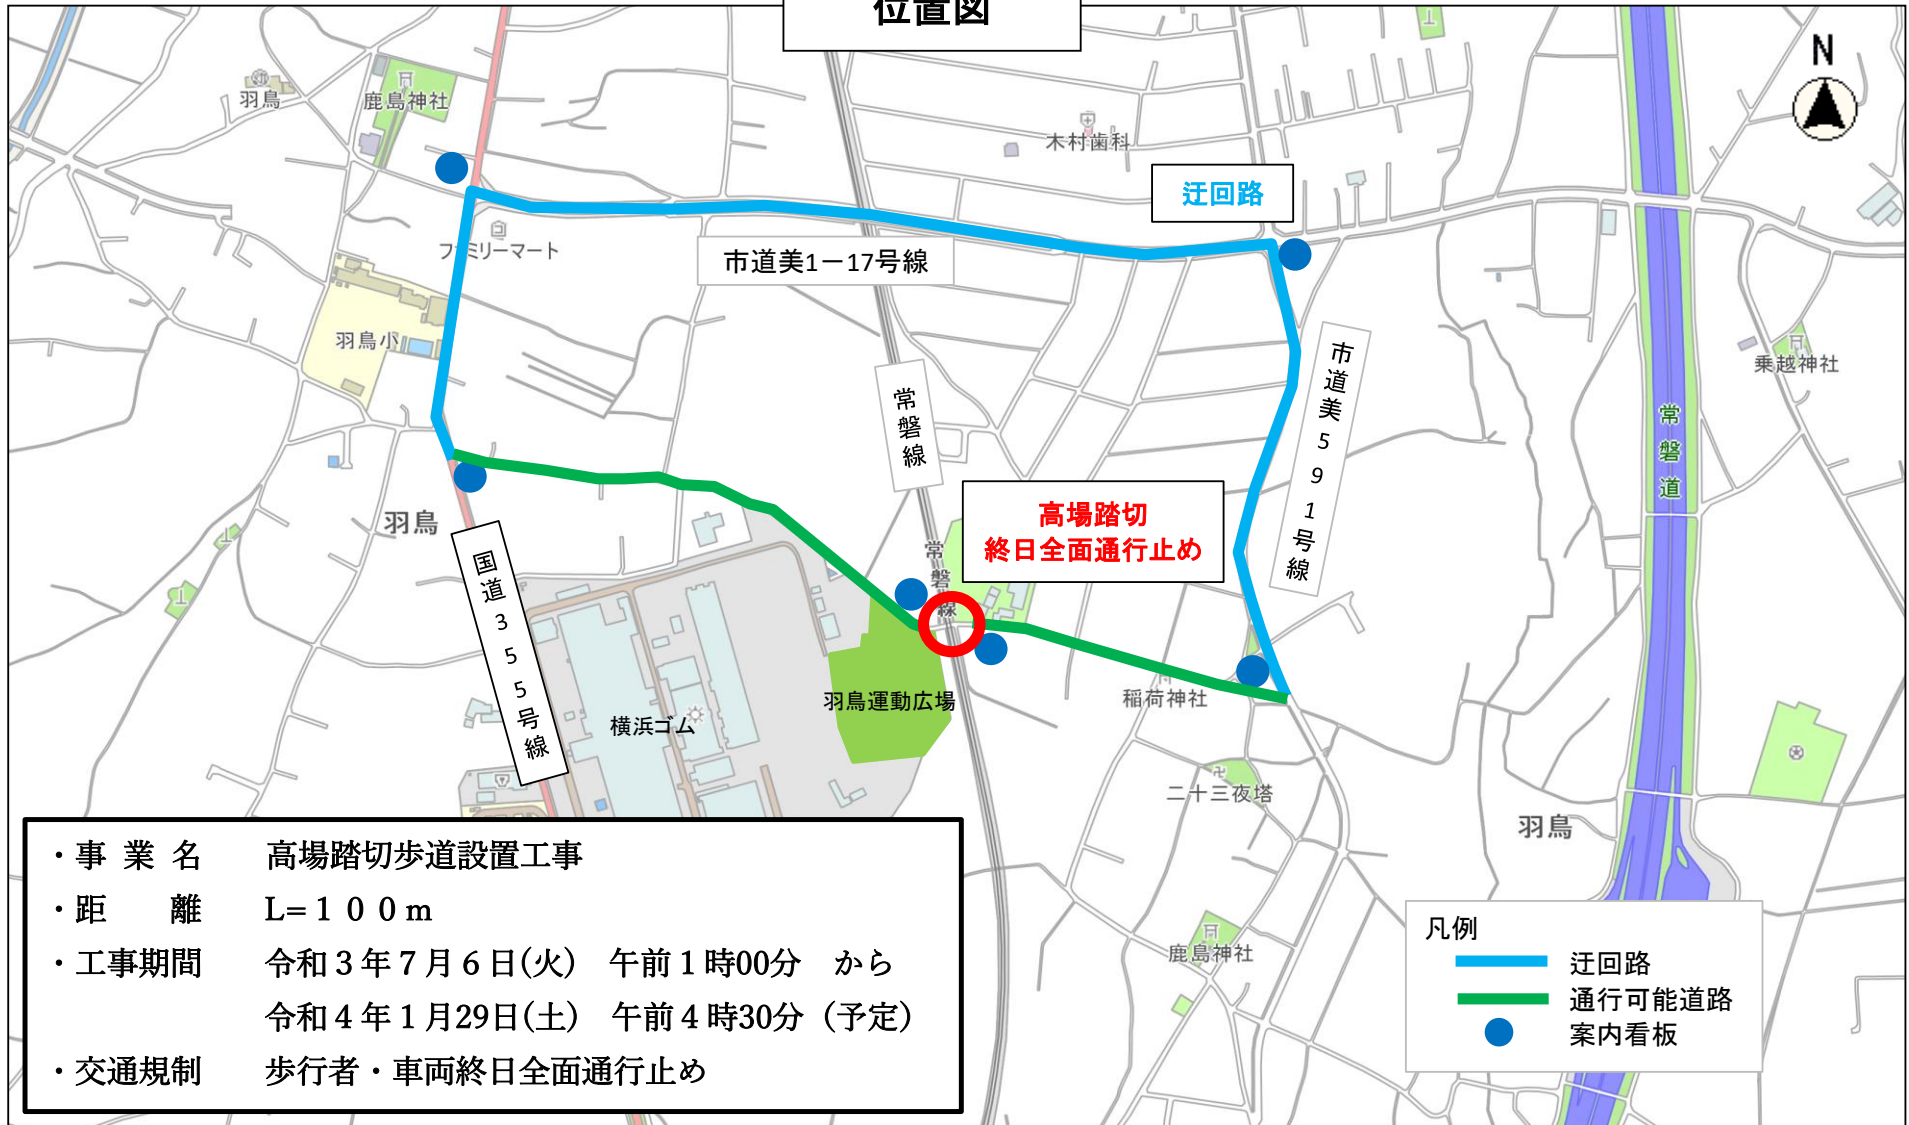 位置図
N
羽鳥
鹿島神社
木村歯科
迂回路
ファミリーマート
市道美1－17号線
羽鳥小
常磐線
市道美591号線
乗越神社
常磐道
高場踏切
終日全面通行止め
羽鳥
国道355号線
常磐線
羽鳥運動広場
稲荷神社
横浜ゴム
二十三夜塔
羽鳥
鹿島神社
・事業名　高場踏切歩道設置工事
・距　離　L=１００m
・工事期間　令和３年７月６日(火)　午前１時00分　から
令和４年１月29日(土)　午前４時30分（予定）
・交通規制　歩行者・車両終日全面通行止め
凡例
迂回路
通行可能道路
案内看板